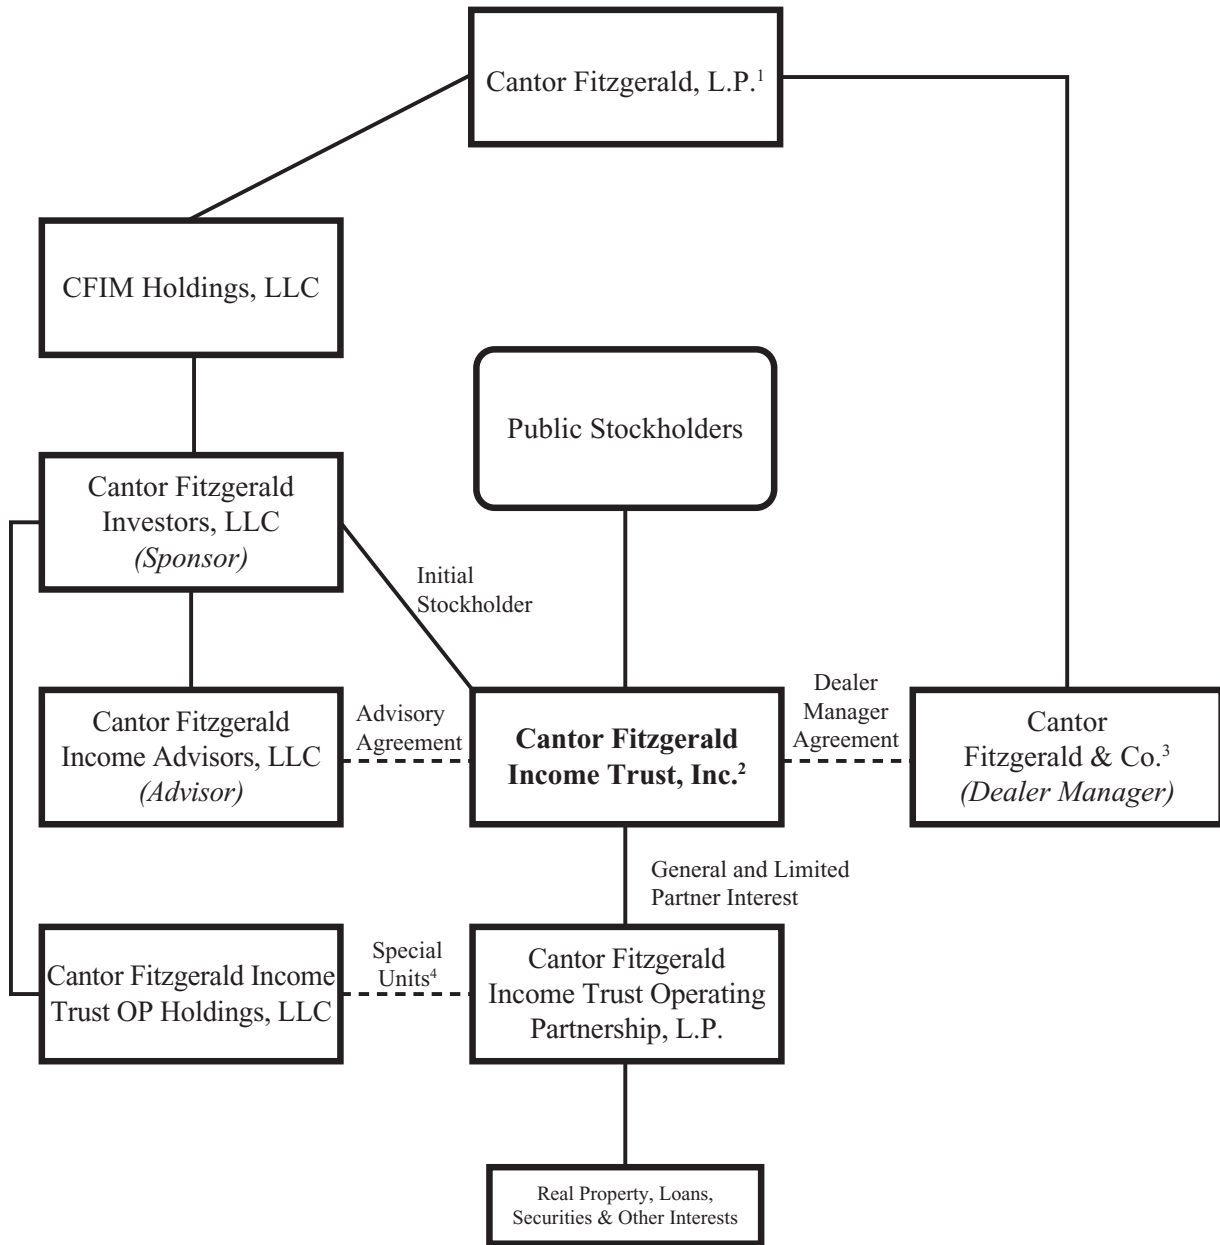 Cantor Fitzgerald, L.P.¹
CFIM Holdings, LLC
Public Stockholders
Cantor Fitzgerald
Investors, LLC
(Sponsor)
Initial
Stockholder
Cantor Fitzgerald
Income Advisors, LLC
(Advisor)
Advisory
Agreement
Cantor Fitzgerald
Income Trust, Inc.²
Dealer
Manager
Agreement
Cantor
Fitzgerald & Co.³
(Dealer Manager)
General and Limited
Partner Interest
Cantor Fitzgerald Income
Trust OP Holdings, LLC
Special
Units⁴
Cantor Fitzgerald
Income Trust Operating
Partnership, L.P.
Real Property, Loans,
Securities & Other Interests